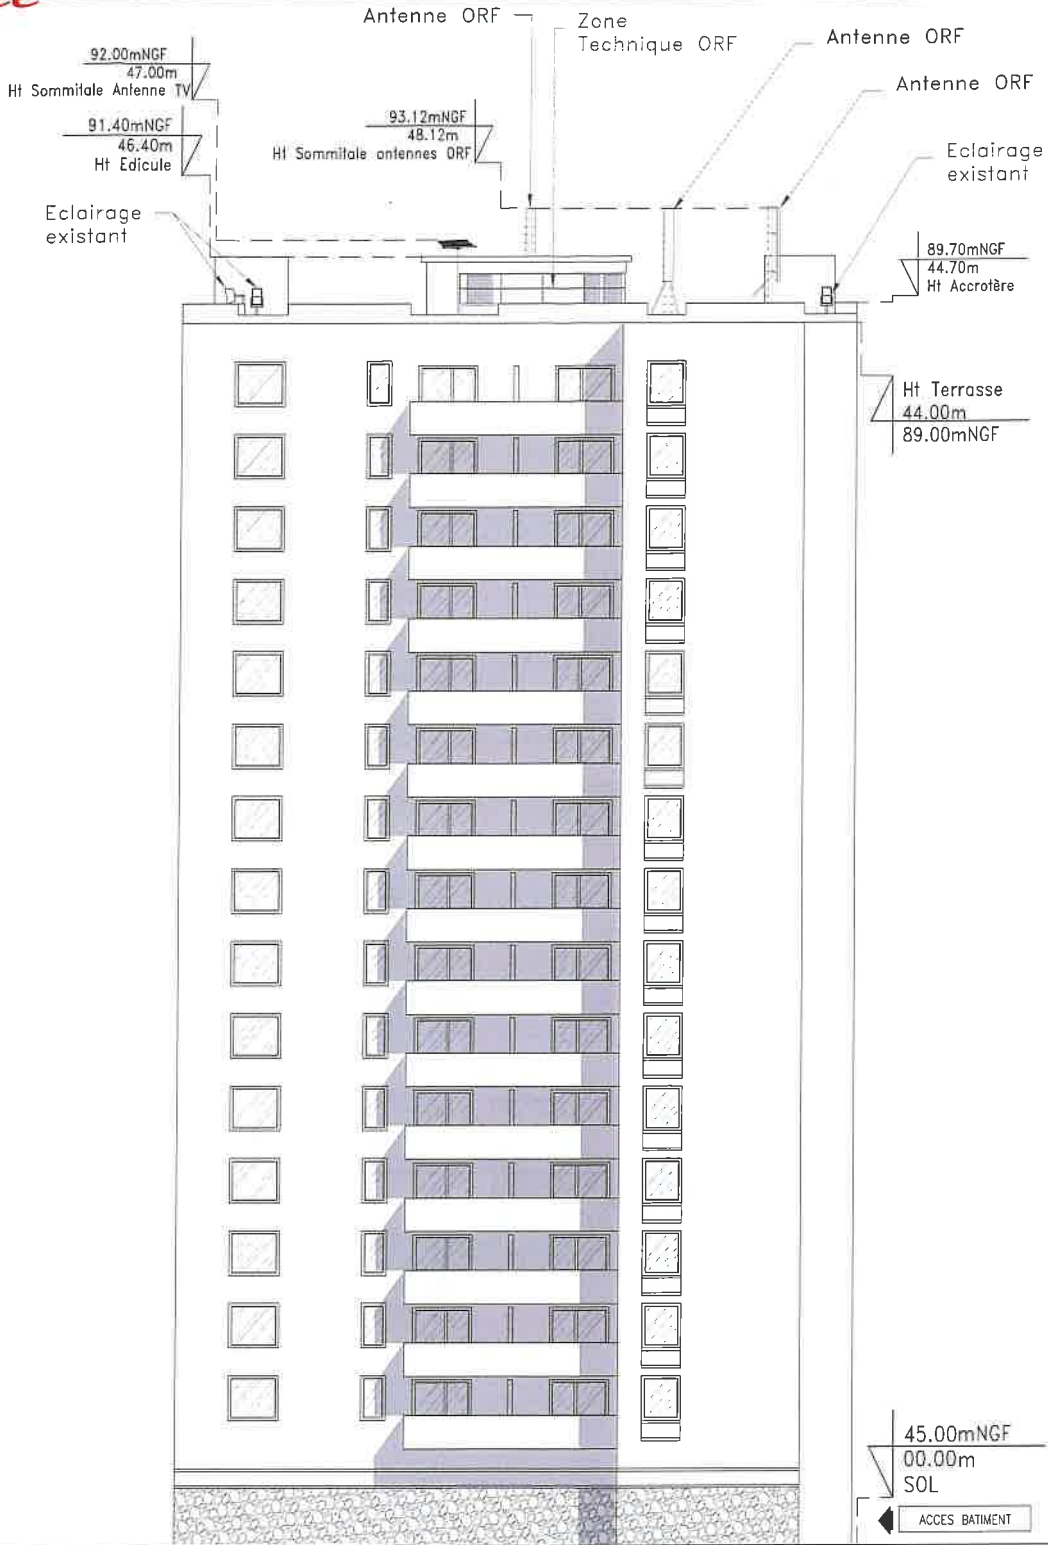 Antenne ORF
Zone
Technique ORF
Antenne ORF
92.00mNGF
47.00m
Ht Sommitale Antenne TV
Antenne ORF
91.40mNGF
46.40m
Ht Edicule
93.12mNGF
48.12m
Ht Sommitale antennes ORF
Eclairage
existant
Eclairage
existant
89.70mNGF
44.70m
Ht Accrotère
Ht Terrasse
44.00m
89.00mNGF
45.00mNGF
00.00m
SOL
ACCES BATIMENT